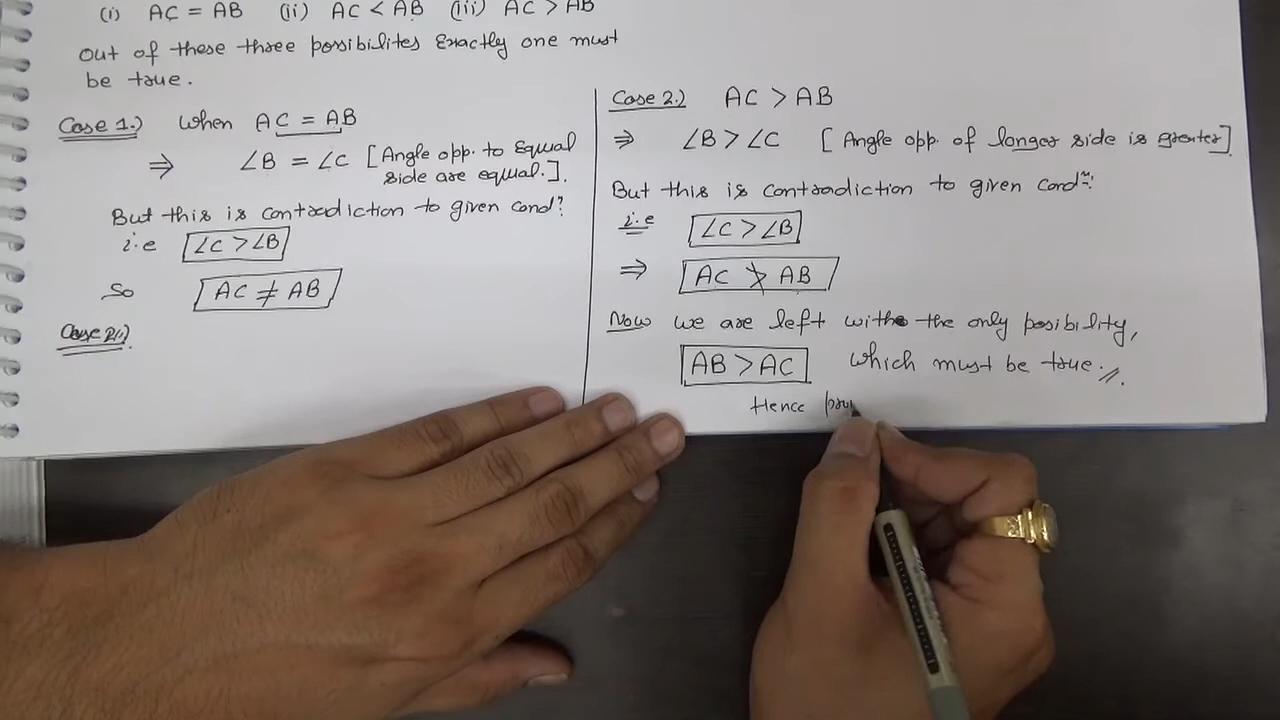 (i) AC = AB (ii) AC < AB (iii) AC > AB
Out of these three possibilites Exactly one must
be true.
Case 1.) When AC = AB
⇒ ∠B = ∠C [Angle opp. to Equal
side are equal.].
But this is contradiction to given cond?
i.e ∠C > ∠B
So AC ≠ AB
Case 2.)
Case 2.) AC > AB
⇒ ∠B > ∠C [Angle opp. of longer side is greater]
But this is contradiction to given condⁿ:
i.e ∠C > ∠B
⇒ AC ≯ AB
Now we are left with the only posibility,
AB > AC which must be true.
Hence